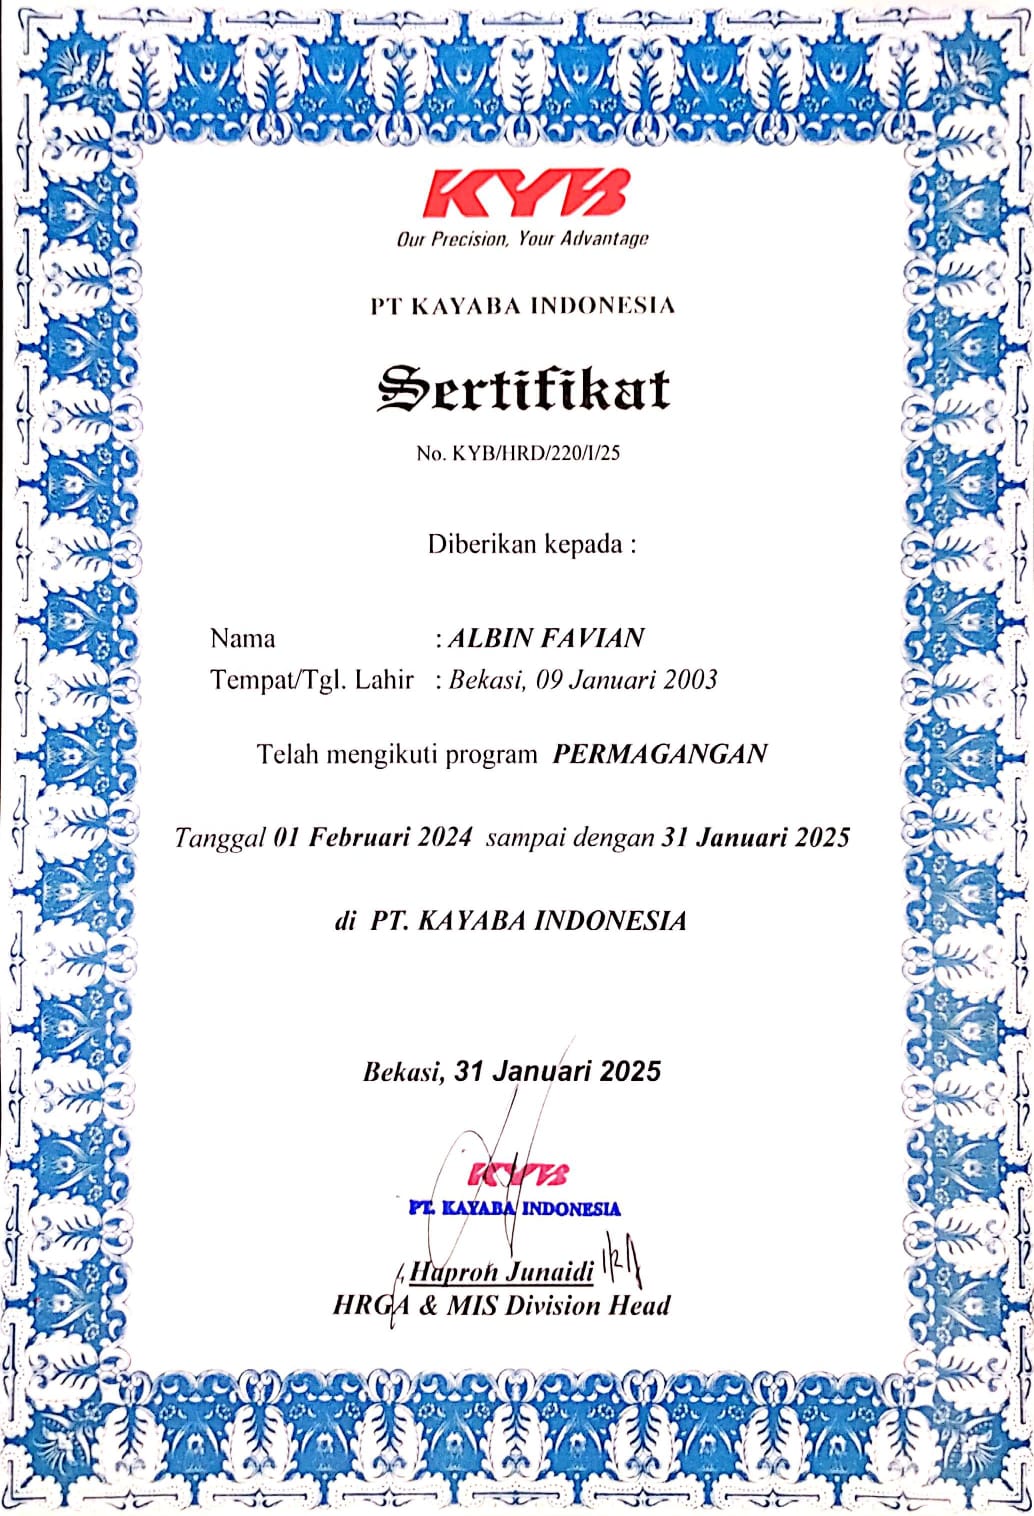 KYB
Our Precision, Your Advantage
PT KAYABA INDONESIA
Sertifikat
No. KYB/HRD/220/I/25
Diberikan kepada :
Nama : ALBIN FAVIAN
Tempat/Tgl. Lahir : Bekasi, 09 Januari 2003
Telah mengikuti program PERMAGANGAN
Tanggal 01 Februari 2024 sampai dengan 31 Januari 2025
di PT. KAYABA INDONESIA
Bekasi, 31 Januari 2025
KYB
PT. KAYABA INDONESIA
Haproh Junaidi
HRGA & MIS Division Head